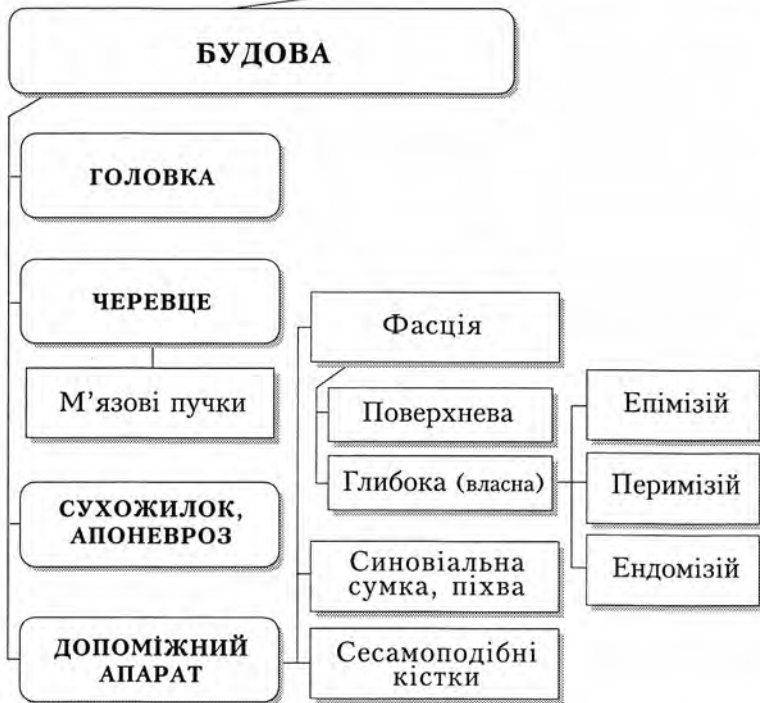 БУДОВА
ГОЛОВКА
ЧЕРЕВЦЕ
М’язові пучки
СУХОЖИЛОК,
АПОНЕВРОЗ
ДОПОМІЖНИЙ
АПАРАТ
Фасція
Поверхнева
Глибока (власна)
Епімізій
Перимізій
Ендомізій
Синовіальна
сумка, піхва
Сесамоподібні
кістки